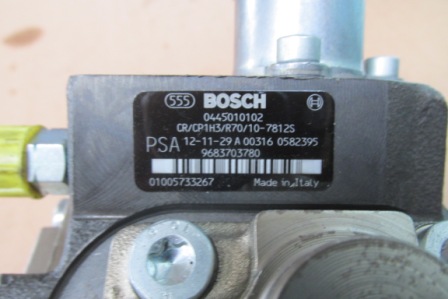 555 BOSCH
0445010102
CR/CP1H3/R70/10-7812S
PSA 12-11-29 A 00316 0582395
9683703780
01005733267 Made in Italy